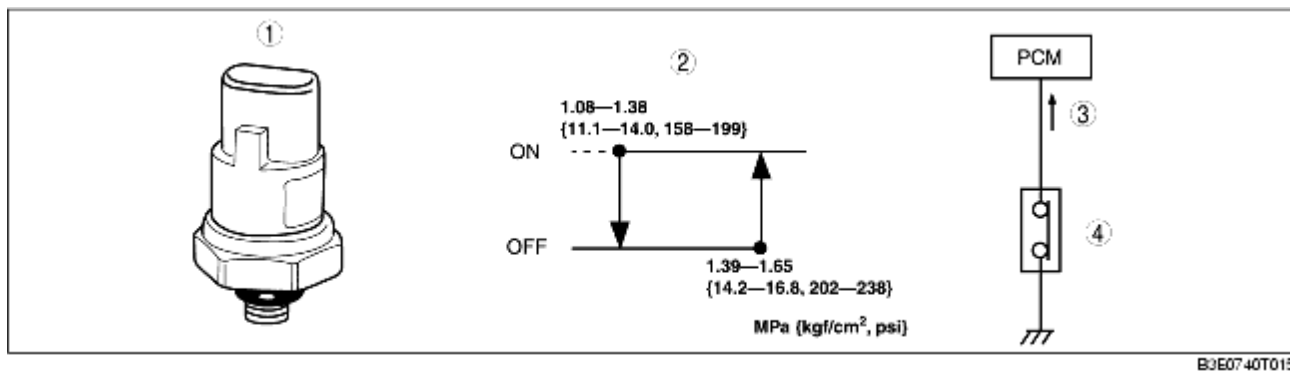 ①
②
1.08—1.38
{11.1—14.0, 158—199}
ON
OFF
1.39—1.65
{14.2—16.8, 202—238}
MPa {kgf/cm², psi}
PCM
③
④
B3E0740T015